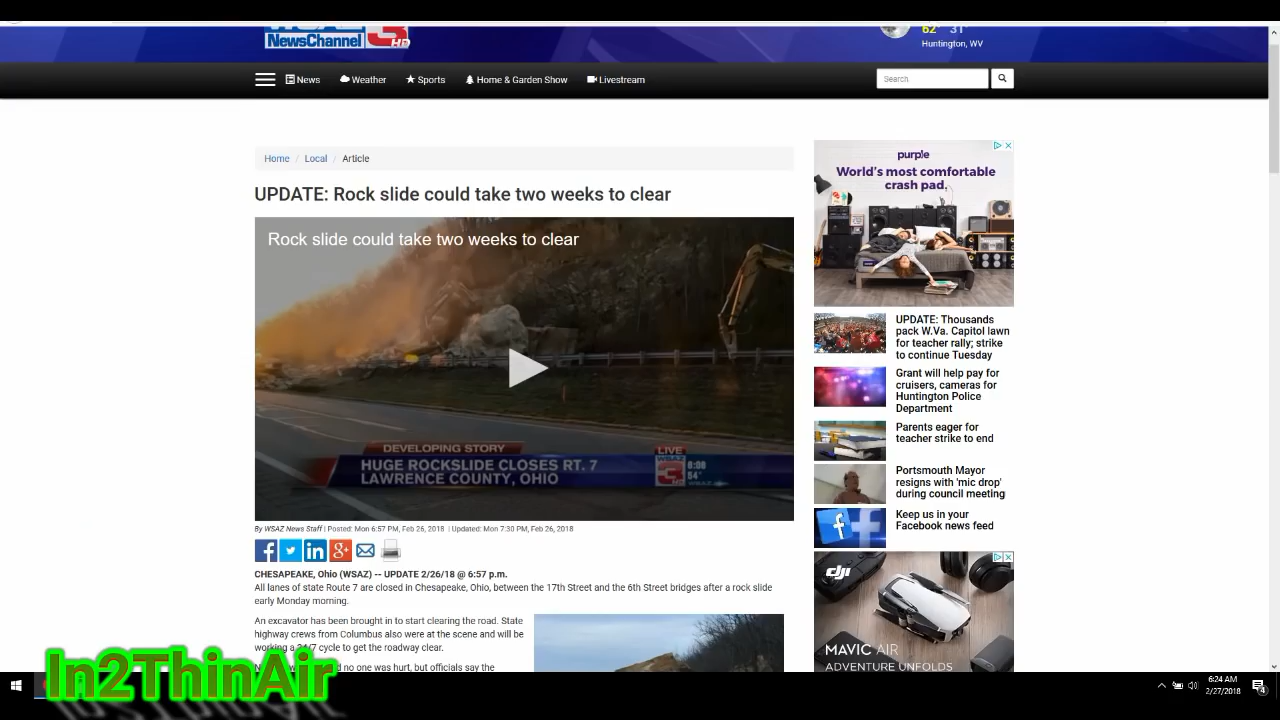 NewsChannel 3 HD
62° 31°
Huntington, WV
News Weather Sports Home & Garden Show Livestream
Search
Home / Local / Article
UPDATE: Rock slide could take two weeks to clear
Rock slide could take two weeks to clear
DEVELOPING STORY
HUGE ROCKSLIDE CLOSES RT. 7
LAWRENCE COUNTY, OHIO
LIVE
3
6:08
54°
By WSAZ News Staff | Posted: Mon 6:57 PM, Feb 26, 2018 | Updated: Mon 7:30 PM, Feb 26, 2018
CHESAPEAKE, Ohio (WSAZ) -- UPDATE 2/26/18 @ 6:57 p.m.
All lanes of state Route 7 are closed in Chesapeake, Ohio, between the 17th Street and the 6th Street bridges after a rock slide
early Monday morning.
An excavator has been brought in to start clearing the road. State
highway crews from Columbus also were at the scene and will be
working a 24/7 cycle to get the roadway clear.
no one was hurt, but officials say the
purple
World's most comfortable
crash pad.
UPDATE: Thousands
pack W.Va. Capitol lawn
for teacher rally; strike
to continue Tuesday
Grant will help pay for
cruisers, cameras for
Huntington Police
Department
Parents eager for
teacher strike to end
Portsmouth Mayor
resigns with 'mic drop'
during council meeting
Keep us in your
Facebook news feed
dji
MAVIC AIR
ADVENTURE UNFOLDS
In2ThinAir
6:24 AM
2/27/2018